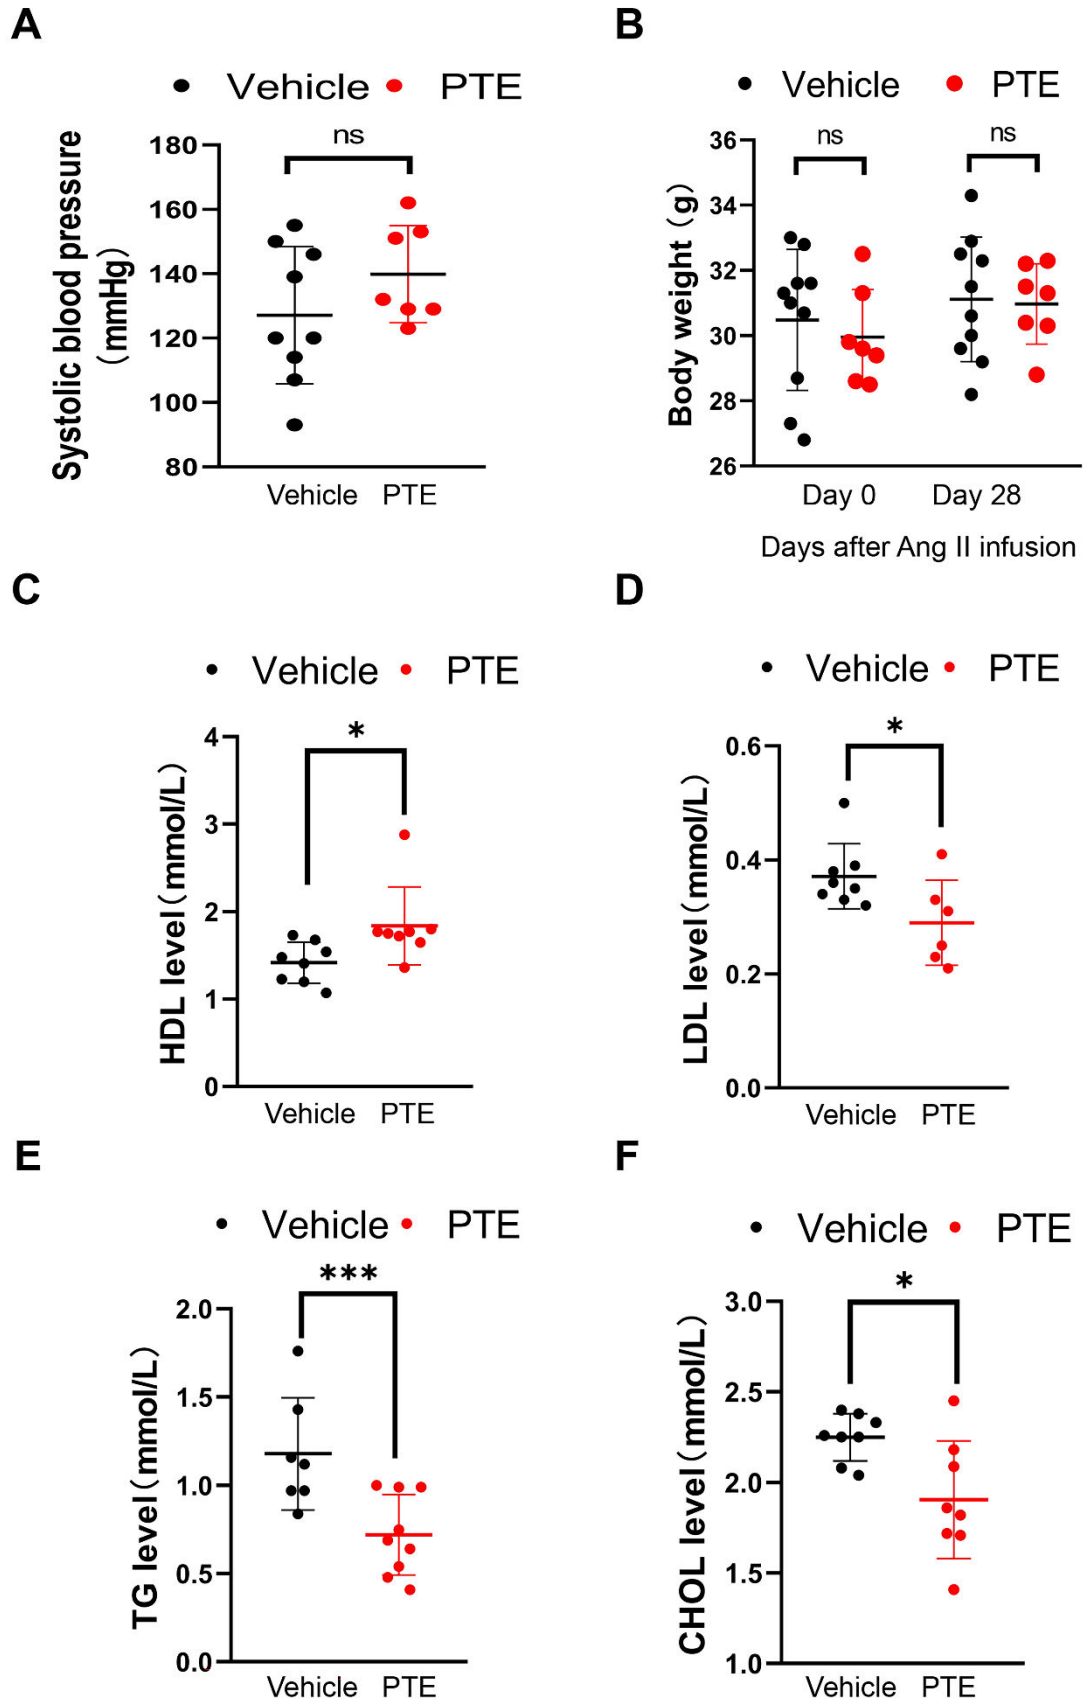 A
Vehicle PTE
ns
Systolic blood pressure
（mmHg）
180
160
140
120
100
80
Vehicle PTE
B
Vehicle PTE
ns ns
Body weight（g）
36
34
32
30
28
26
Day 0 Day 28
Days after Ang II infusion
C
Vehicle PTE
*
HDL level（mmol/L）
4
3
2
1
0
Vehicle PTE
D
Vehicle PTE
*
LDL level（mmol/L）
0.6
0.4
0.2
0.0
Vehicle PTE
E
Vehicle PTE
***
TG level（mmol/L）
2.0
1.5
1.0
0.5
0.0
Vehicle PTE
F
Vehicle PTE
*
CHOL level（mmol/L）
3.0
2.5
2.0
1.5
1.0
Vehicle PTE